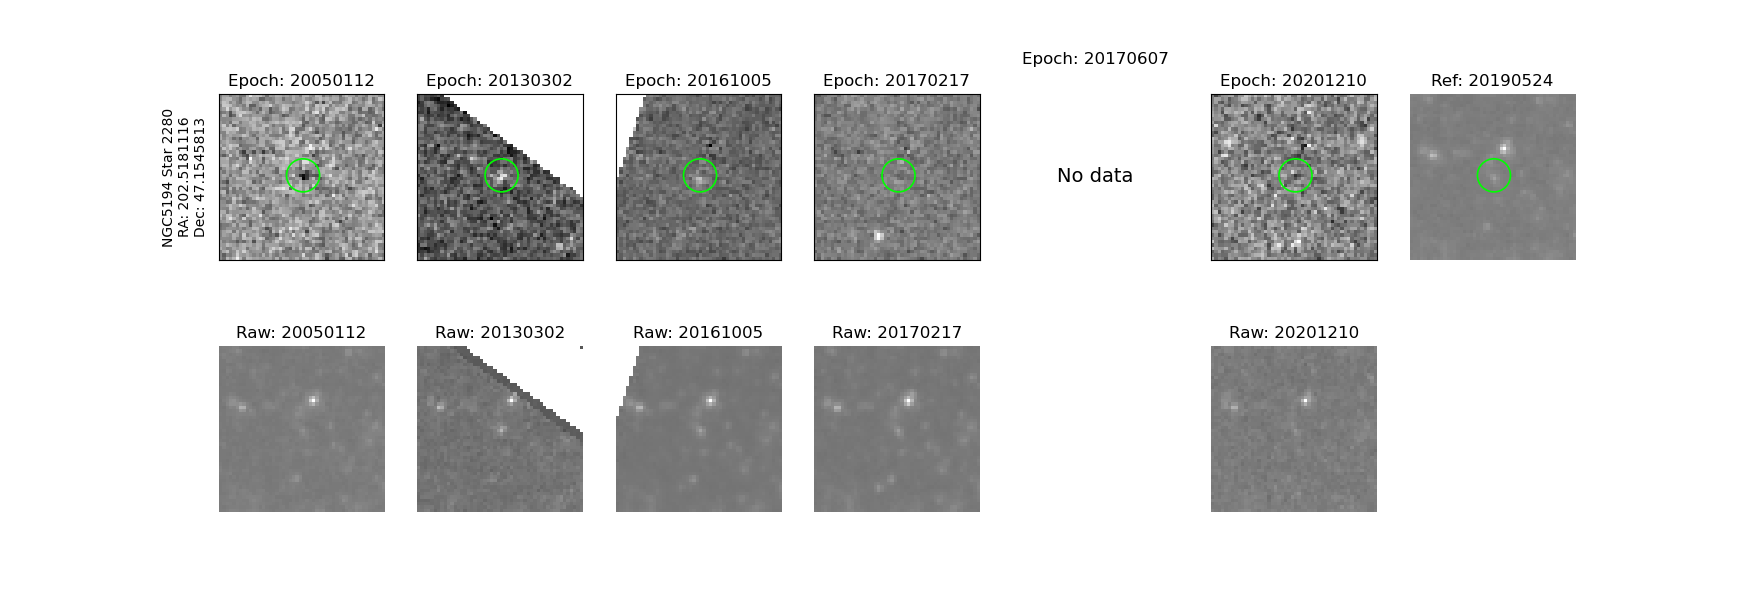 Epoch: 20170607
Epoch: 20050112
Epoch: 20130302
Epoch: 20161005
Epoch: 20170217
Epoch: 20201210
Ref: 20190524
NGC5194 Star 2280
RA: 202.5181116
Dec: 47.1545813
No data
Raw: 20050112
Raw: 20130302
Raw: 20161005
Raw: 20170217
Raw: 20201210